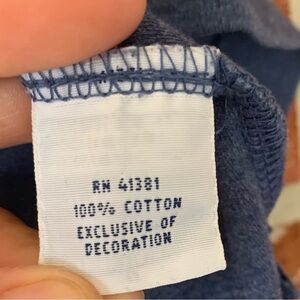 RN 41381
100% COTTON
EXCLUSIVE OF
DECORATION